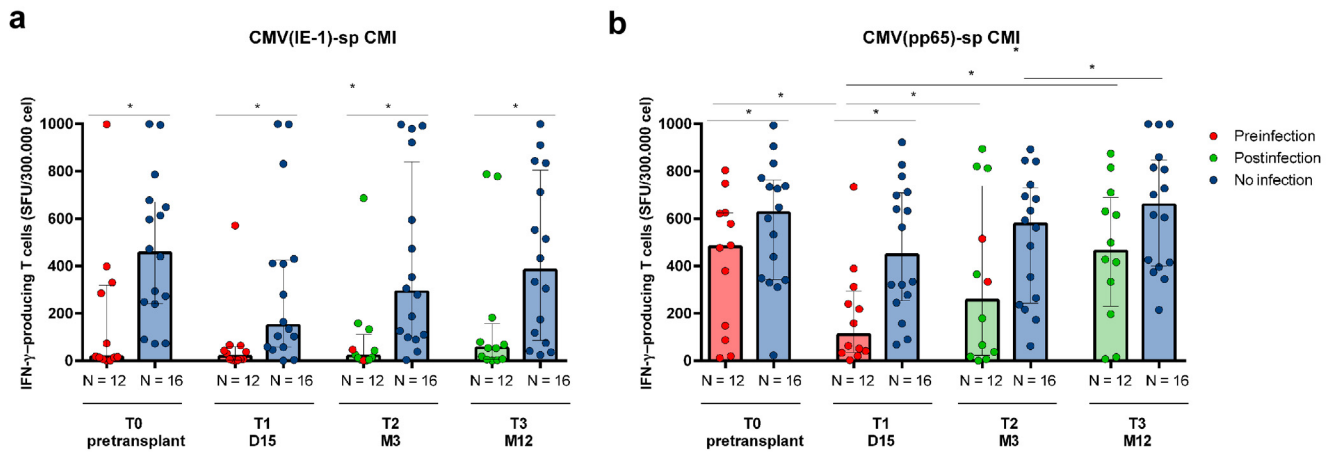 a
CMV(IE-1)-sp CMI
IFN-γ–producing T cells (SFU/300.000 cel)
1000
800
600
400
200
0
* * * * *
N = 12 N = 16 N = 12 N = 16 N = 12 N = 16 N = 12 N = 16
T0 T1 T2 T3
pretransplant D15 M3 M12
b
CMV(pp65)-sp CMI
IFN-γ–producing T cells (SFU/300.000 cel)
1000
800
600
400
200
0
*
* *
* *
* *
N = 12 N = 16 N = 12 N = 16 N = 12 N = 16 N = 12 N = 16
T0 T1 T2 T3
pretransplant D15 M3 M12
Preinfection
Postinfection
No infection